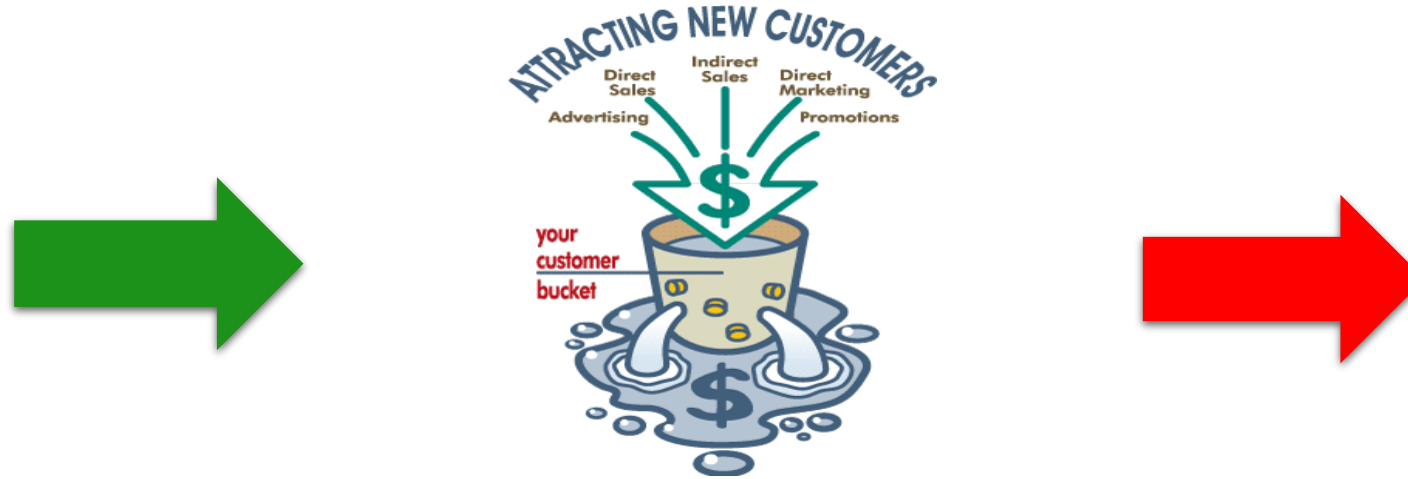 ATTRACTING NEW CUSTOMERS
Indirect
Sales
Direct
Sales
Direct
Marketing
Advertising
Promotions
$
your
customer
bucket
$